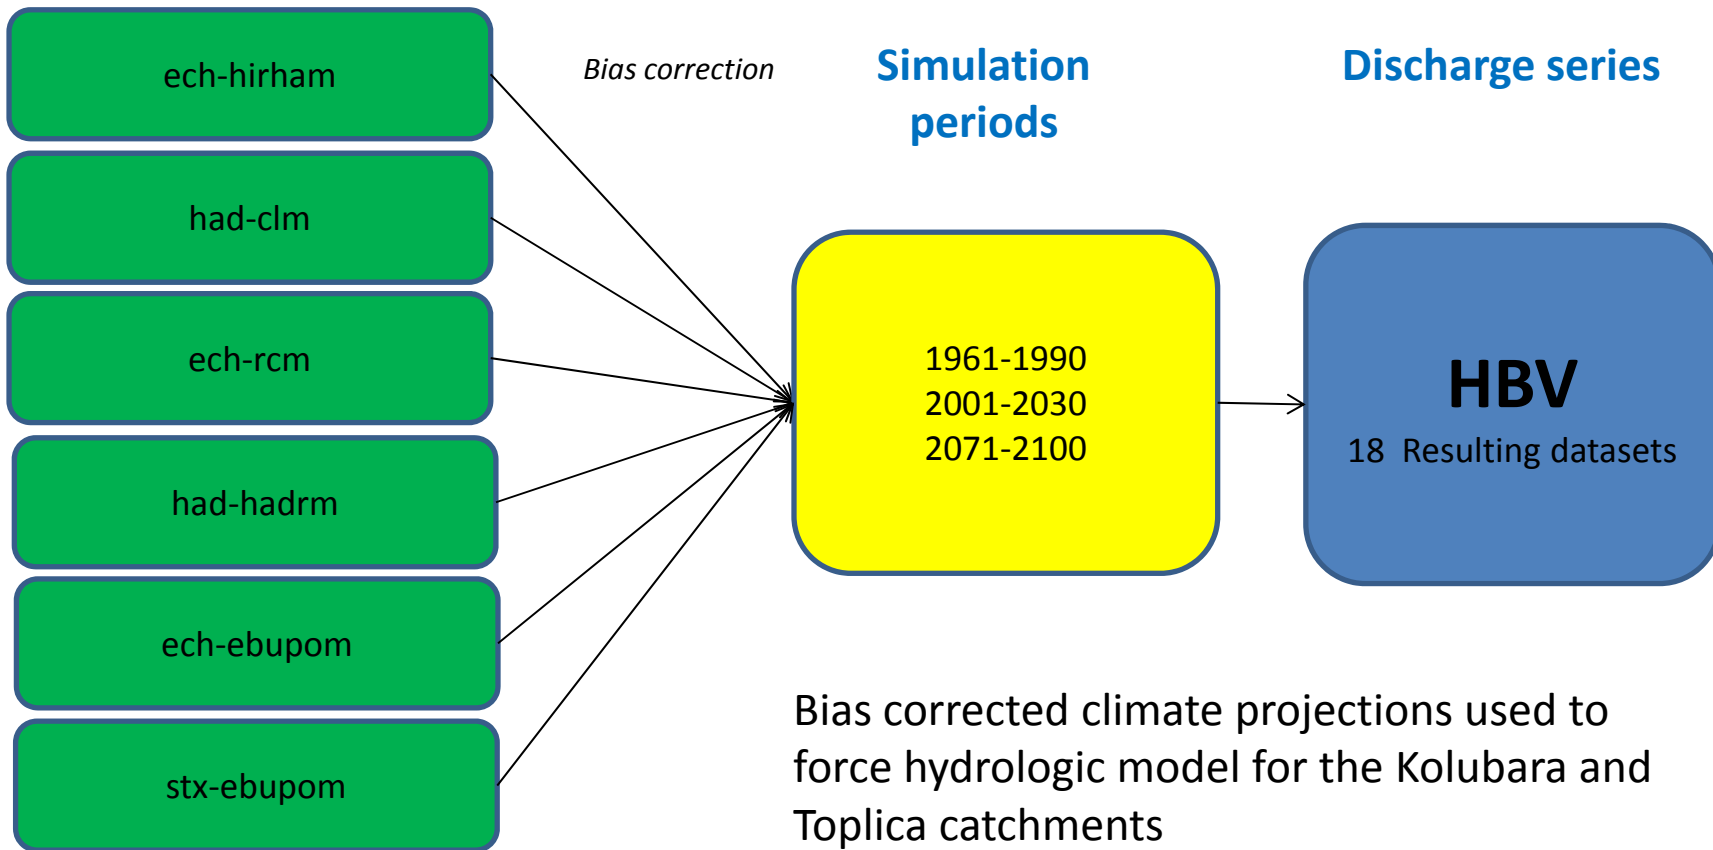 ech-hirham
had-clm
ech-rcm
had-hadrm
ech-ebupom
stx-ebupom
Bias correction
Simulation
periods
1961-1990
2001-2030
2071-2100
Discharge series
HBV
18 Resulting datasets
Bias corrected climate projections used to
force hydrologic model for the Kolubara and
Toplica catchments